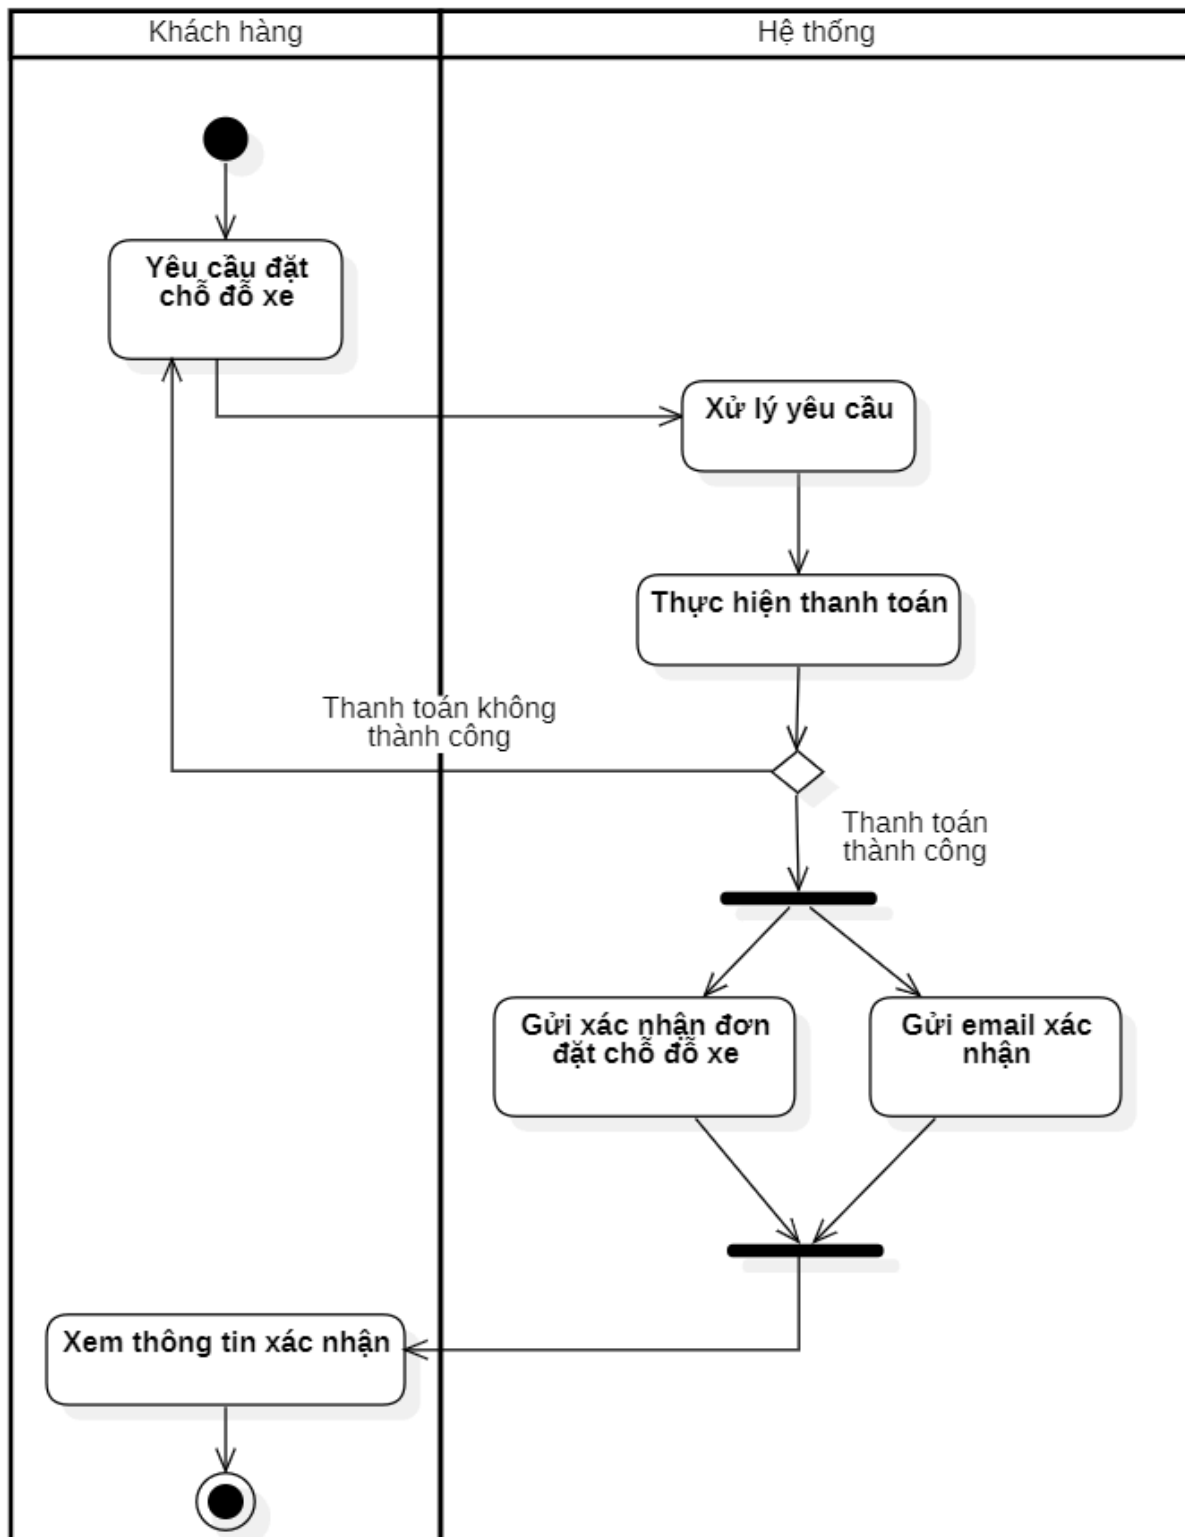 Khách hàng
Hệ thống
Yêu cầu đặt
chỗ đỗ xe
Xử lý yêu cầu
Thực hiện thanh toán
Thanh toán không
thành công
Thanh toán
thành công
Gửi xác nhận đơn
đặt chỗ đỗ xe
Gửi email xác
nhận
Xem thông tin xác nhận